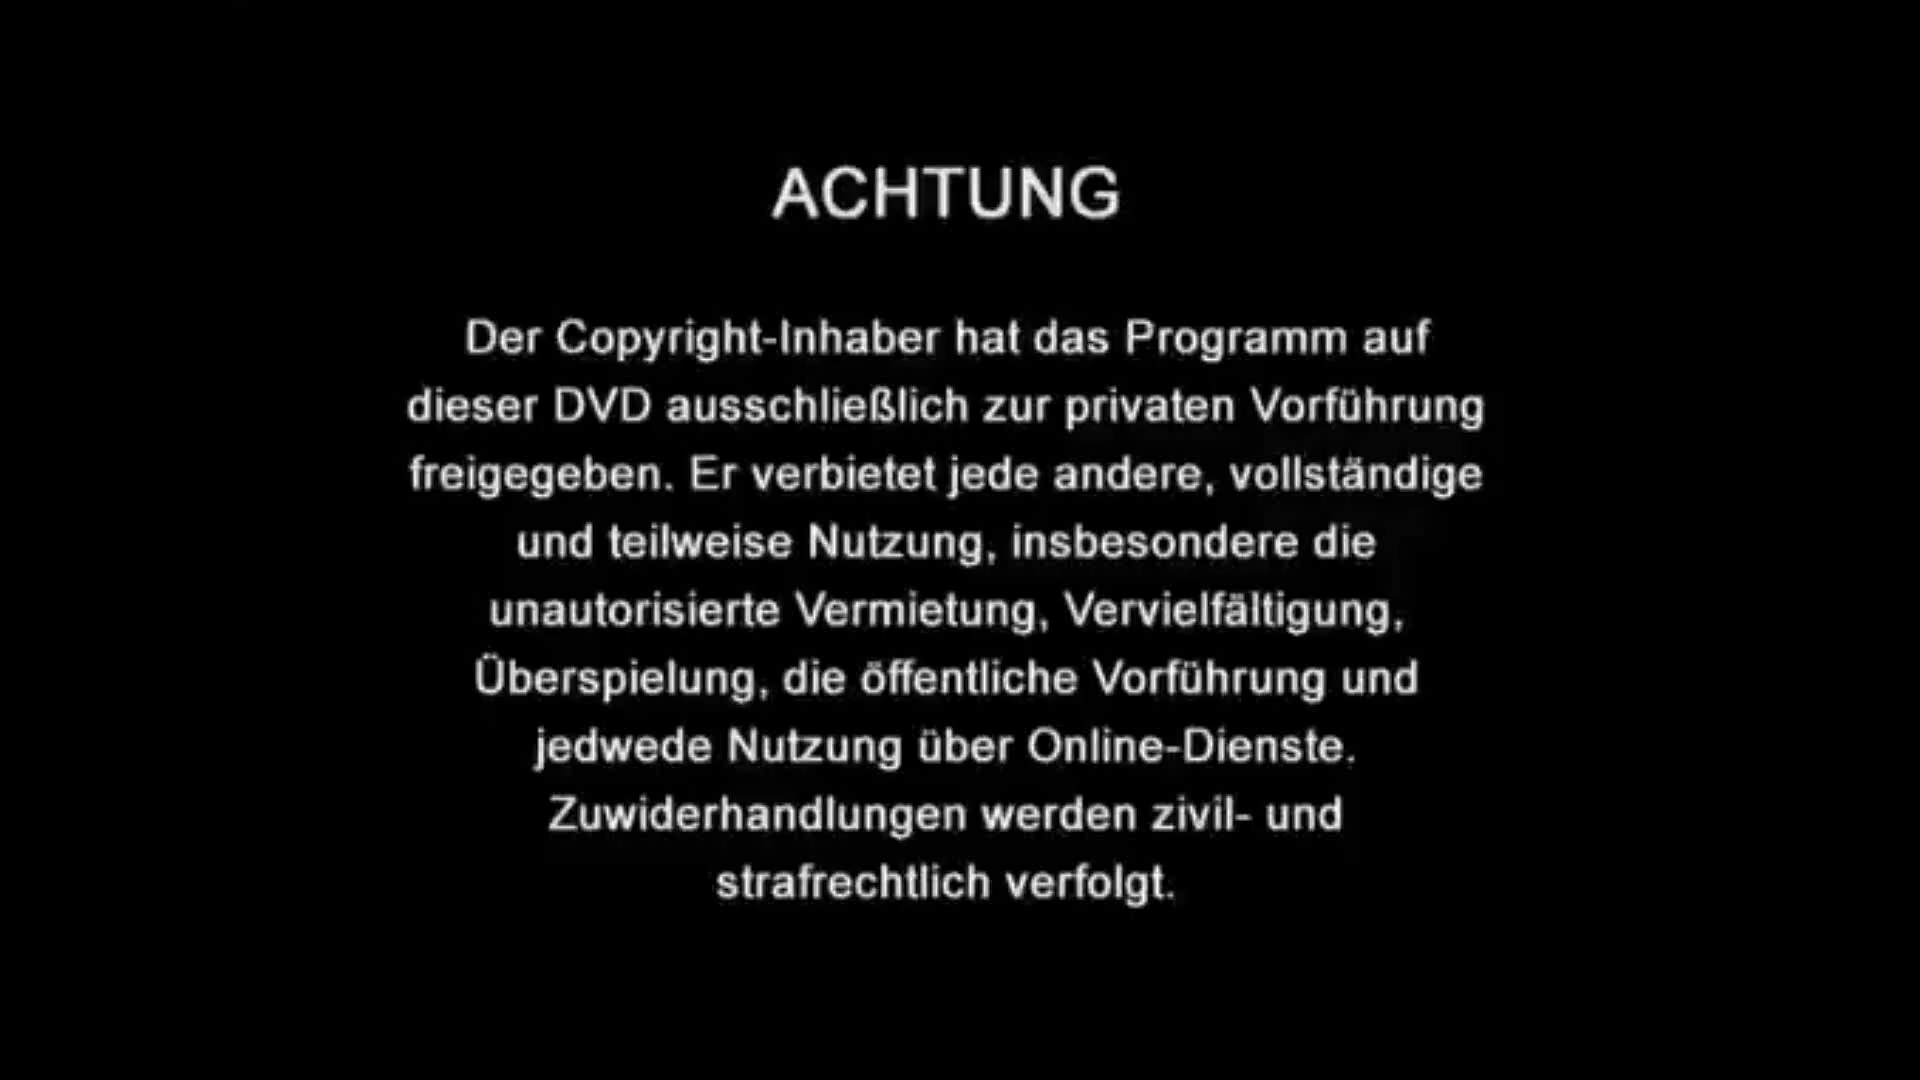 ACHTUNG
Der Copyright-Inhaber hat das Programm auf
dieser DVD ausschließlich zur privaten Vorführung
freigegeben. Er verbietet jede andere, vollständige
und teilweise Nutzung, insbesondere die
unautorisierte Vermietung, Vervielfältigung,
Überspielung, die öffentliche Vorführung und
jedwede Nutzung über Online-Dienste.
Zuwiderhandlungen werden zivil- und
strafrechtlich verfolgt.